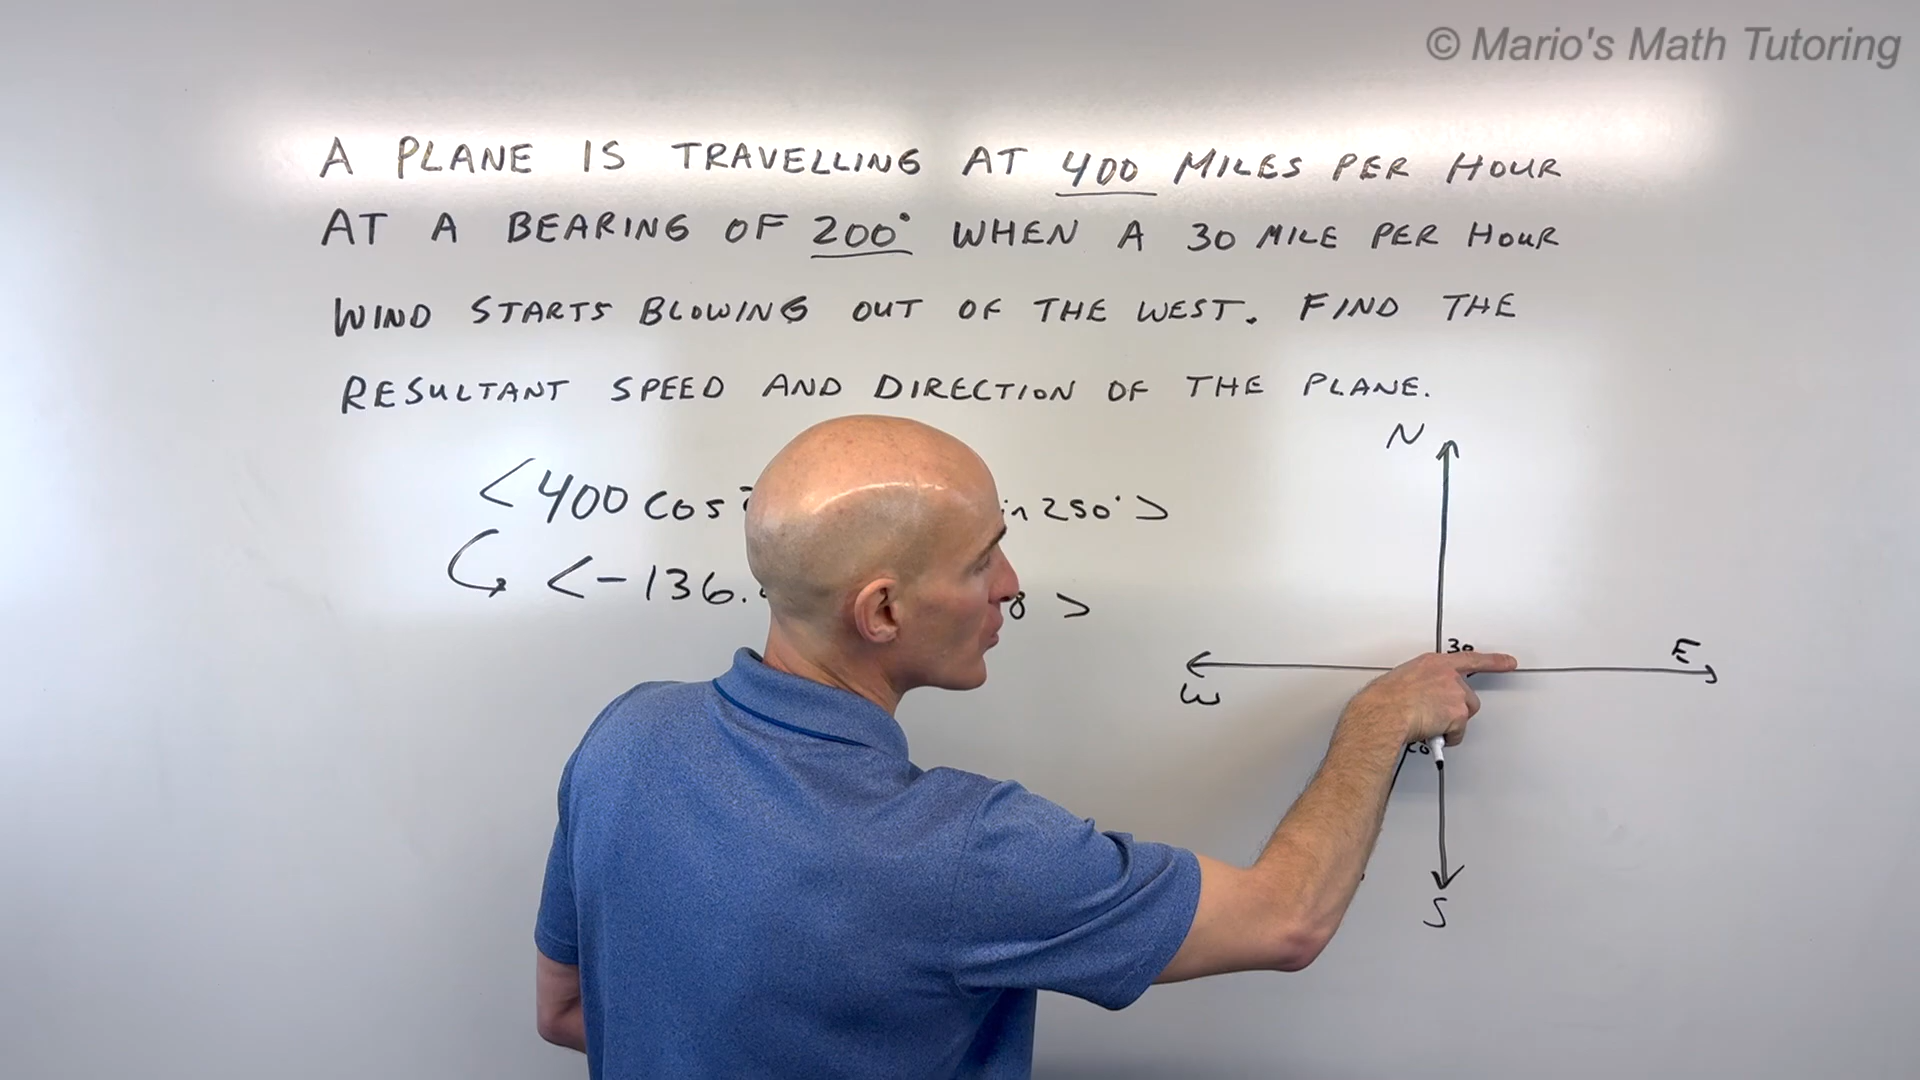 © Mario's Math Tutoring
A PLANE IS TRAVELLING AT 400 MILES PER HOUR
AT A BEARING OF 200° WHEN A 30 MILE PER HOUR
WIND STARTS BLOWING OUT OF THE WEST. FIND THE
RESULTANT SPEED AND DIRECTION OF THE PLANE.
N
<400 cos in 250°>
<-136. 8 >
30
E
W
20
S